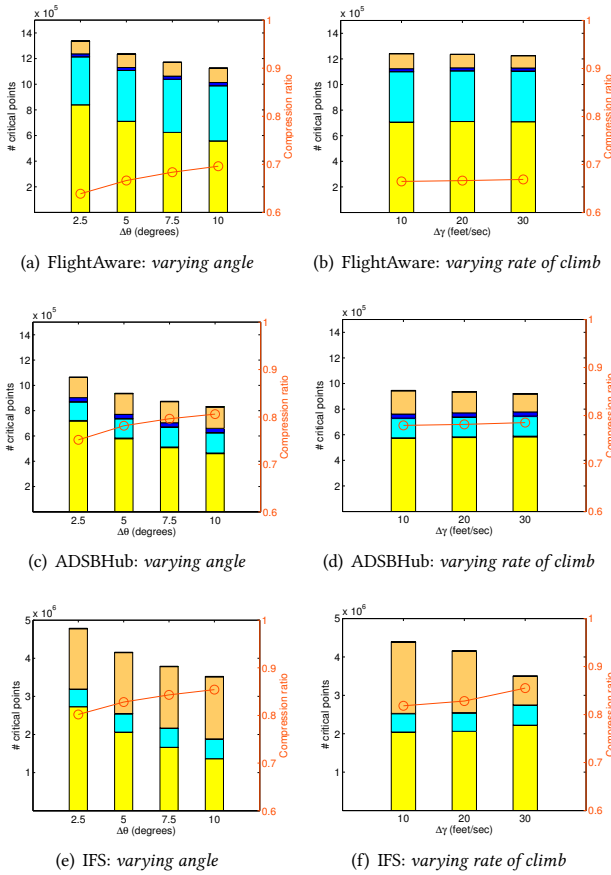 x 10^5
14
12
10
8
6
4
2
# critical points
2.5 5 7.5 10
Δθ (degrees)
1
0.9
0.8
0.7
0.6
Compression ratio
(a) FlightAware: varying angle
x 10^5
14
12
10
8
6
4
2
# critical points
10 20 30
Δγ (feet/sec)
1
0.9
0.8
0.7
0.6
Compression ratio
(b) FlightAware: varying rate of climb
x 10^5
14
12
10
8
6
4
2
# critical points
2.5 5 7.5 10
Δθ (degrees)
1
0.9
0.8
0.7
0.6
Compression ratio
(c) ADSBHub: varying angle
x 10^5
14
12
10
8
6
4
2
# critical points
10 20 30
Δγ (feet/sec)
1
0.9
0.8
0.7
0.6
Compression ratio
(d) ADSBHub: varying rate of climb
x 10^6
5
4
3
2
1
# critical points
2.5 5 7.5 10
Δθ (degrees)
1
0.9
0.8
0.7
0.6
Compression ratio
(e) IFS: varying angle
x 10^6
5
4
3
2
1
# critical points
10 20 30
Δγ (feet/sec)
1
0.9
0.8
0.7
0.6
Compression ratio
(f) IFS: varying rate of climb